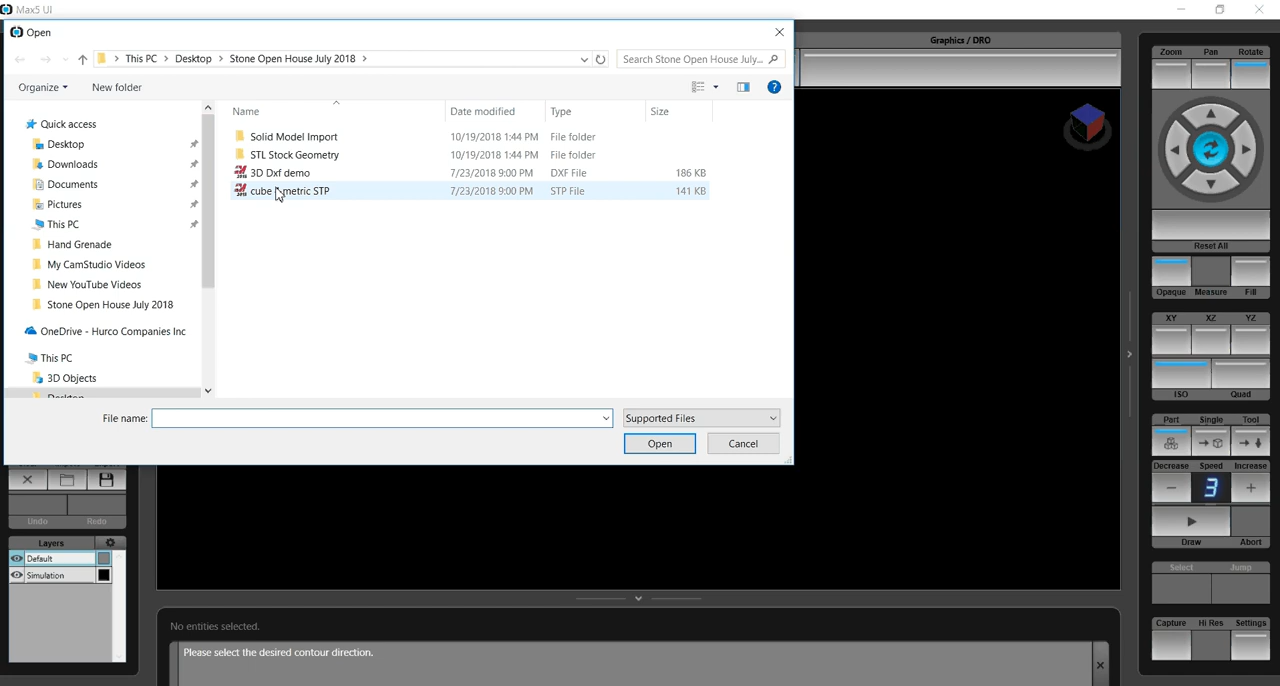 Max5 UI
Open
This PC > Desktop > Stone Open House July 2018 >
Search Stone Open House July...
Organize
New folder
Name
Date modified
Type
Size
Quick access
Desktop
Downloads
Documents
Pictures
This PC
Hand Grenade
My CamStudio Videos
New YouTube Videos
Stone Open House July 2018
OneDrive - Hurco Companies Inc
This PC
3D Objects
Desktop
Solid Model Import 10/19/2018 1:44 PM File folder
STL Stock Geometry 10/19/2018 1:44 PM File folder
3D Dxf demo 7/23/2018 9:00 PM DXF File 186 KB
cube metric STP 7/23/2018 9:00 PM STP File 141 KB
File name:
Supported Files
Open
Cancel
Undo
Redo
Layers
Default
Simulation
Graphics / DRO
No entities selected.
Please select the desired contour direction.
Zoom Pan Rotate
Reset All
Opaque Measure Fill
XY XZ YZ
ISO Quad
Part Single Tool
Decrease Speed Increase
3
Draw Abort
Select Jump
Capture Hi Res Settings